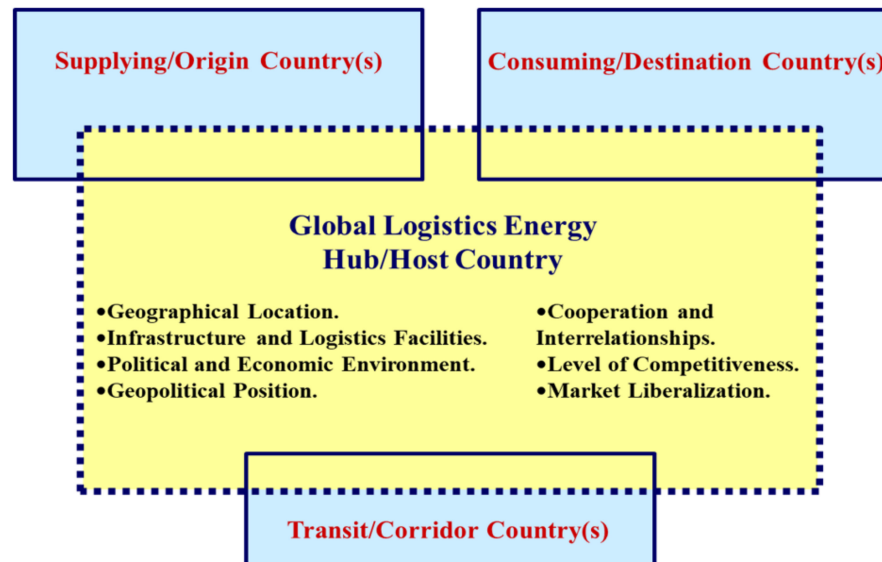 Supplying/Origin Country(s)
Consuming/Destination Country(s)
Global Logistics Energy
Hub/Host Country
•Geographical Location.
•Infrastructure and Logistics Facilities.
•Political and Economic Environment.
•Geopolitical Position.
•Cooperation and
Interrelationships.
•Level of Competitiveness.
•Market Liberalization.
Transit/Corridor Country(s)